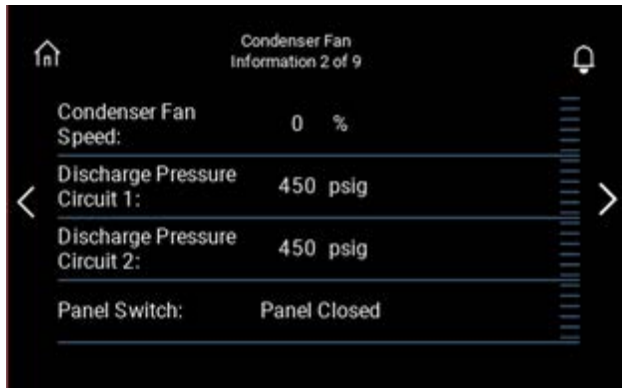 Condenser Fan
Information 2 of 9
Condenser Fan
Speed:
0 %
Discharge Pressure
Circuit 1:
450 psig
Discharge Pressure
Circuit 2:
450 psig
Panel Switch: Panel Closed